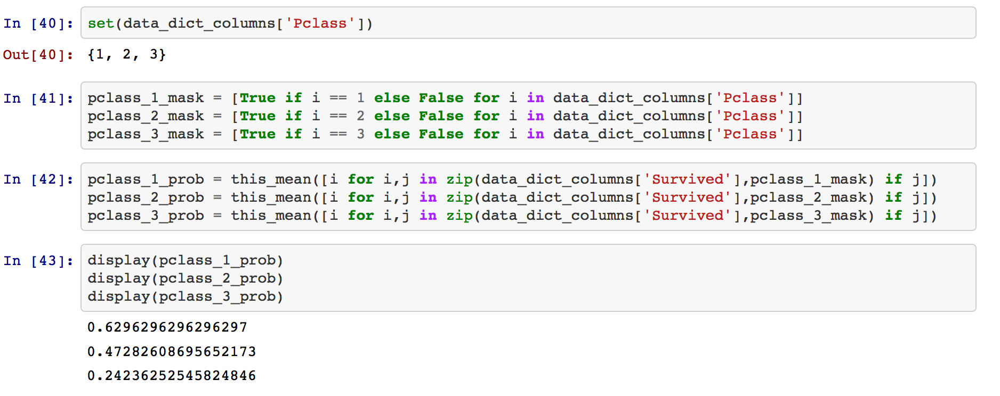 In [40]: set(data_dict_columns['Pclass'])
Out[40]: {1, 2, 3}
In [41]: pclass_1_mask = [True if i == 1 else False for i in data_dict_columns['Pclass']]
pclass_2_mask = [True if i == 2 else False for i in data_dict_columns['Pclass']]
pclass_3_mask = [True if i == 3 else False for i in data_dict_columns['Pclass']]
In [42]: pclass_1_prob = this_mean([i for i,j in zip(data_dict_columns['Survived'],pclass_1_mask) if j])
pclass_2_prob = this_mean([i for i,j in zip(data_dict_columns['Survived'],pclass_2_mask) if j])
pclass_3_prob = this_mean([i for i,j in zip(data_dict_columns['Survived'],pclass_3_mask) if j])
In [43]: display(pclass_1_prob)
display(pclass_2_prob)
display(pclass_3_prob)
0.6296296296296297
0.47282608695652173
0.24236252545824846